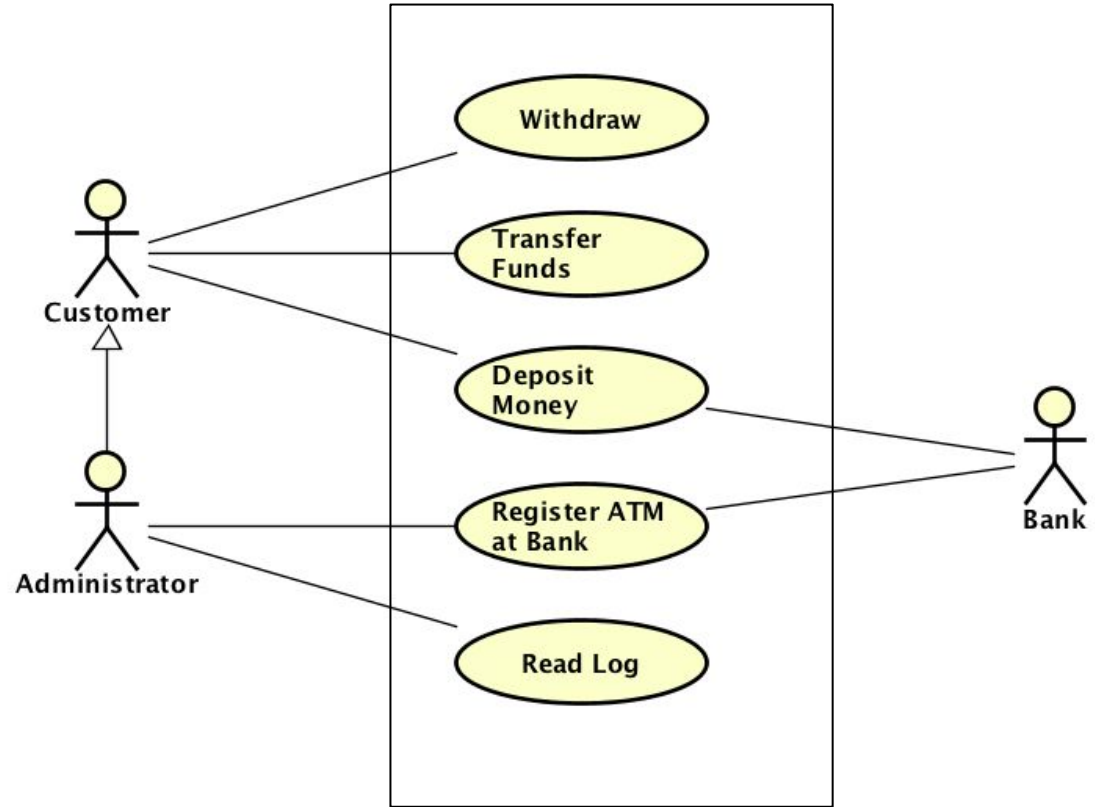 Withdraw
Transfer
Funds
Customer
Deposit
Money
Register ATM
at Bank
Bank
Administrator
Read Log